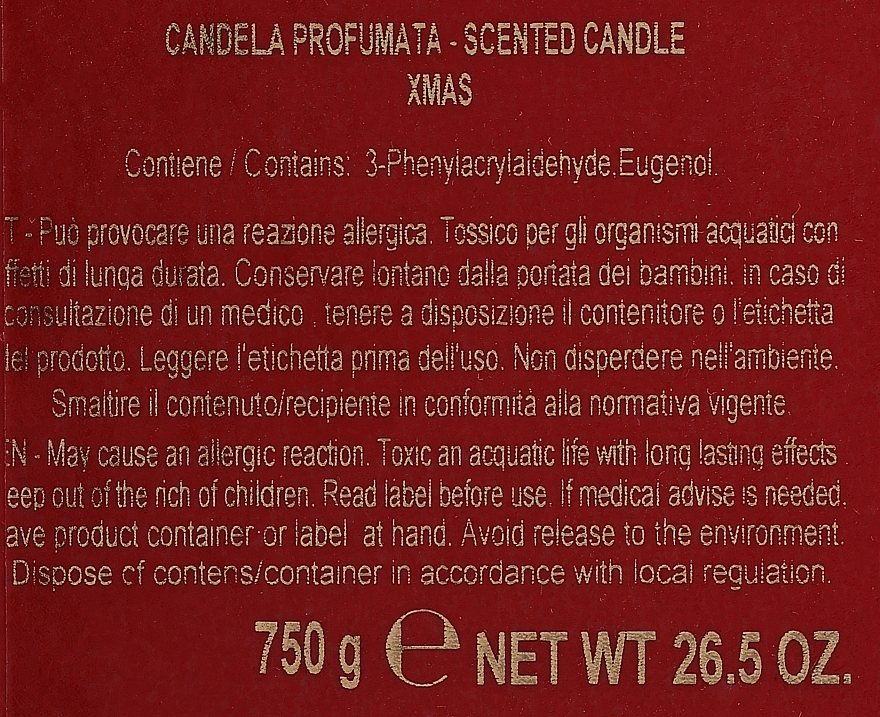 CANDELA PROFUMATA - SCENTED CANDLE
XMAS
Contiene / Contains: 3-Phenylacrylaidehyde.Eugenol.
T - Può provocare una reazione allergica. Tossico per gli organismi acquatici con
ffetti di lunga durata. Conservare lontano dalla portata dei bambini. in caso di
consultazione di un medico , tenere a disposizione il contenitore o l'etichetta
del prodotto. Leggere l'etichetta prima dell'uso. Non disperdere nell'ambiente.
Smaltire il contenuto/recipiente in conformità alla normativa vigente.
EN - May cause an allergic reaction. Toxic an acquatic life with long lasting effects .
eep out of the rich of children. Read label before use. If medical advise is needed.
ave product container or label at hand. Avoid release to the environment.
Dispose of contens/container in accordance with local regulation.
750 g e NET WT 26.5 OZ.